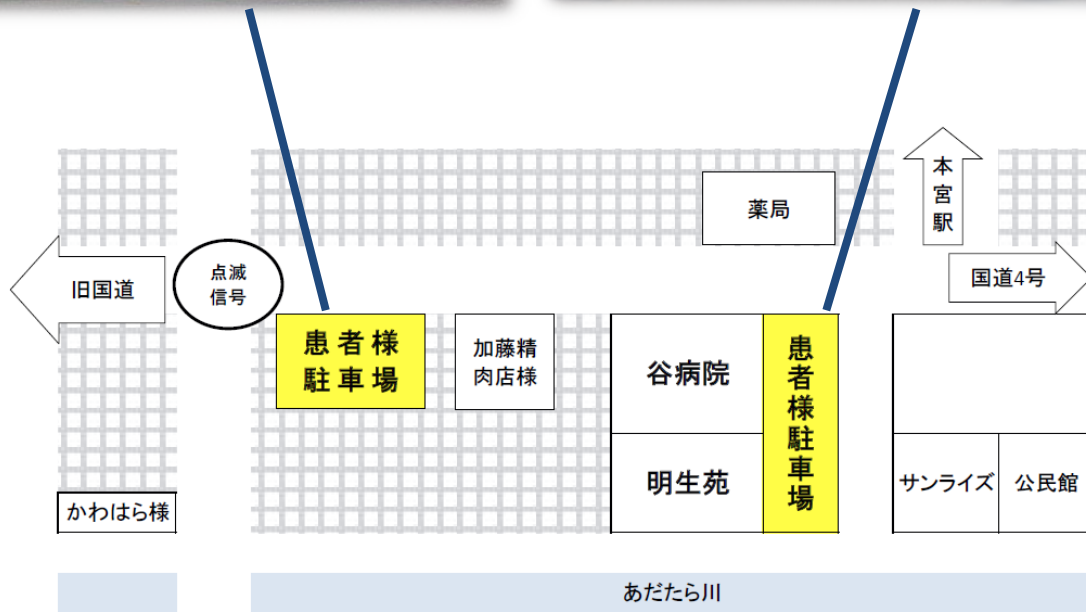 本宮駅
薬局
旧国道
点滅
信号
国道4号
患者様
駐車場
加藤精
肉店様
谷病院
患者様駐車場
明生苑
サンライズ
公民館
かわはら様
あだたら川